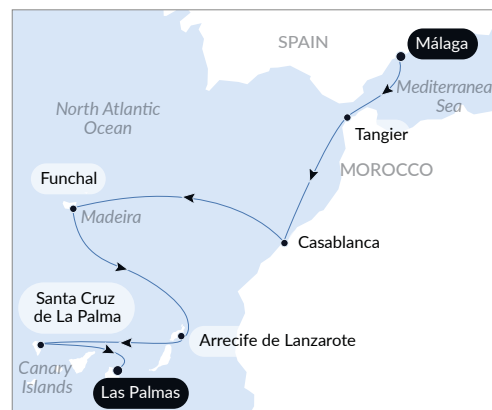 SPAIN
Málaga
Mediterranea
Sea
North Atlantic
Ocean
Tangier
MOROCCO
Funchal
Madeira
Casablanca
Santa Cruz
de La Palma
Arrecife de Lanzarote
Canary
Islands
Las Palmas